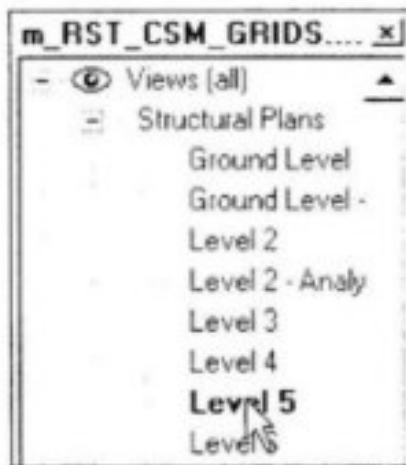 m_RST_CSM_GRIDS....
Views (all)
Structural Plans
Ground Level
Ground Level -
Level 2
Level 2 - Analy
Level 3
Level 4
Level 5
Level